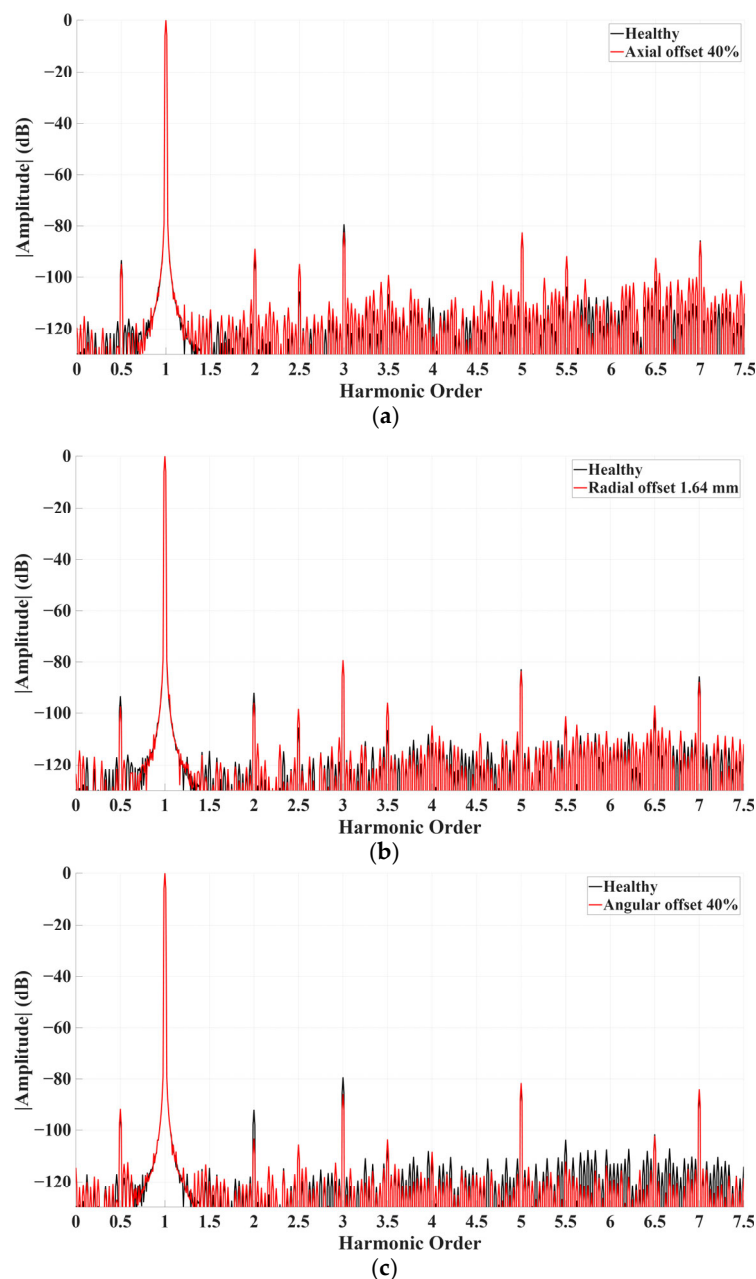 0
−20
−40
−60
−80
−100
−120
|Amplitude| (dB)
Healthy
Axial offset 40%
0 0.5 1 1.5 2 2.5 3 3.5 4 4.5 5 5.5 6 6.5 7 7.5
Harmonic Order
(a)
0
−20
−40
−60
−80
−100
−120
|Amplitude| (dB)
Healthy
Radial offset 1.64 mm
0 0.5 1 1.5 2 2.5 3 3.5 4 4.5 5 5.5 6 6.5 7 7.5
Harmonic Order
(b)
0
−20
−40
−60
−80
−100
−120
|Amplitude| (dB)
Healthy
Angular offset 40%
0 0.5 1 1.5 2 2.5 3 3.5 4 4.5 5 5.5 6 6.5 7 7.5
Harmonic Order
(c)